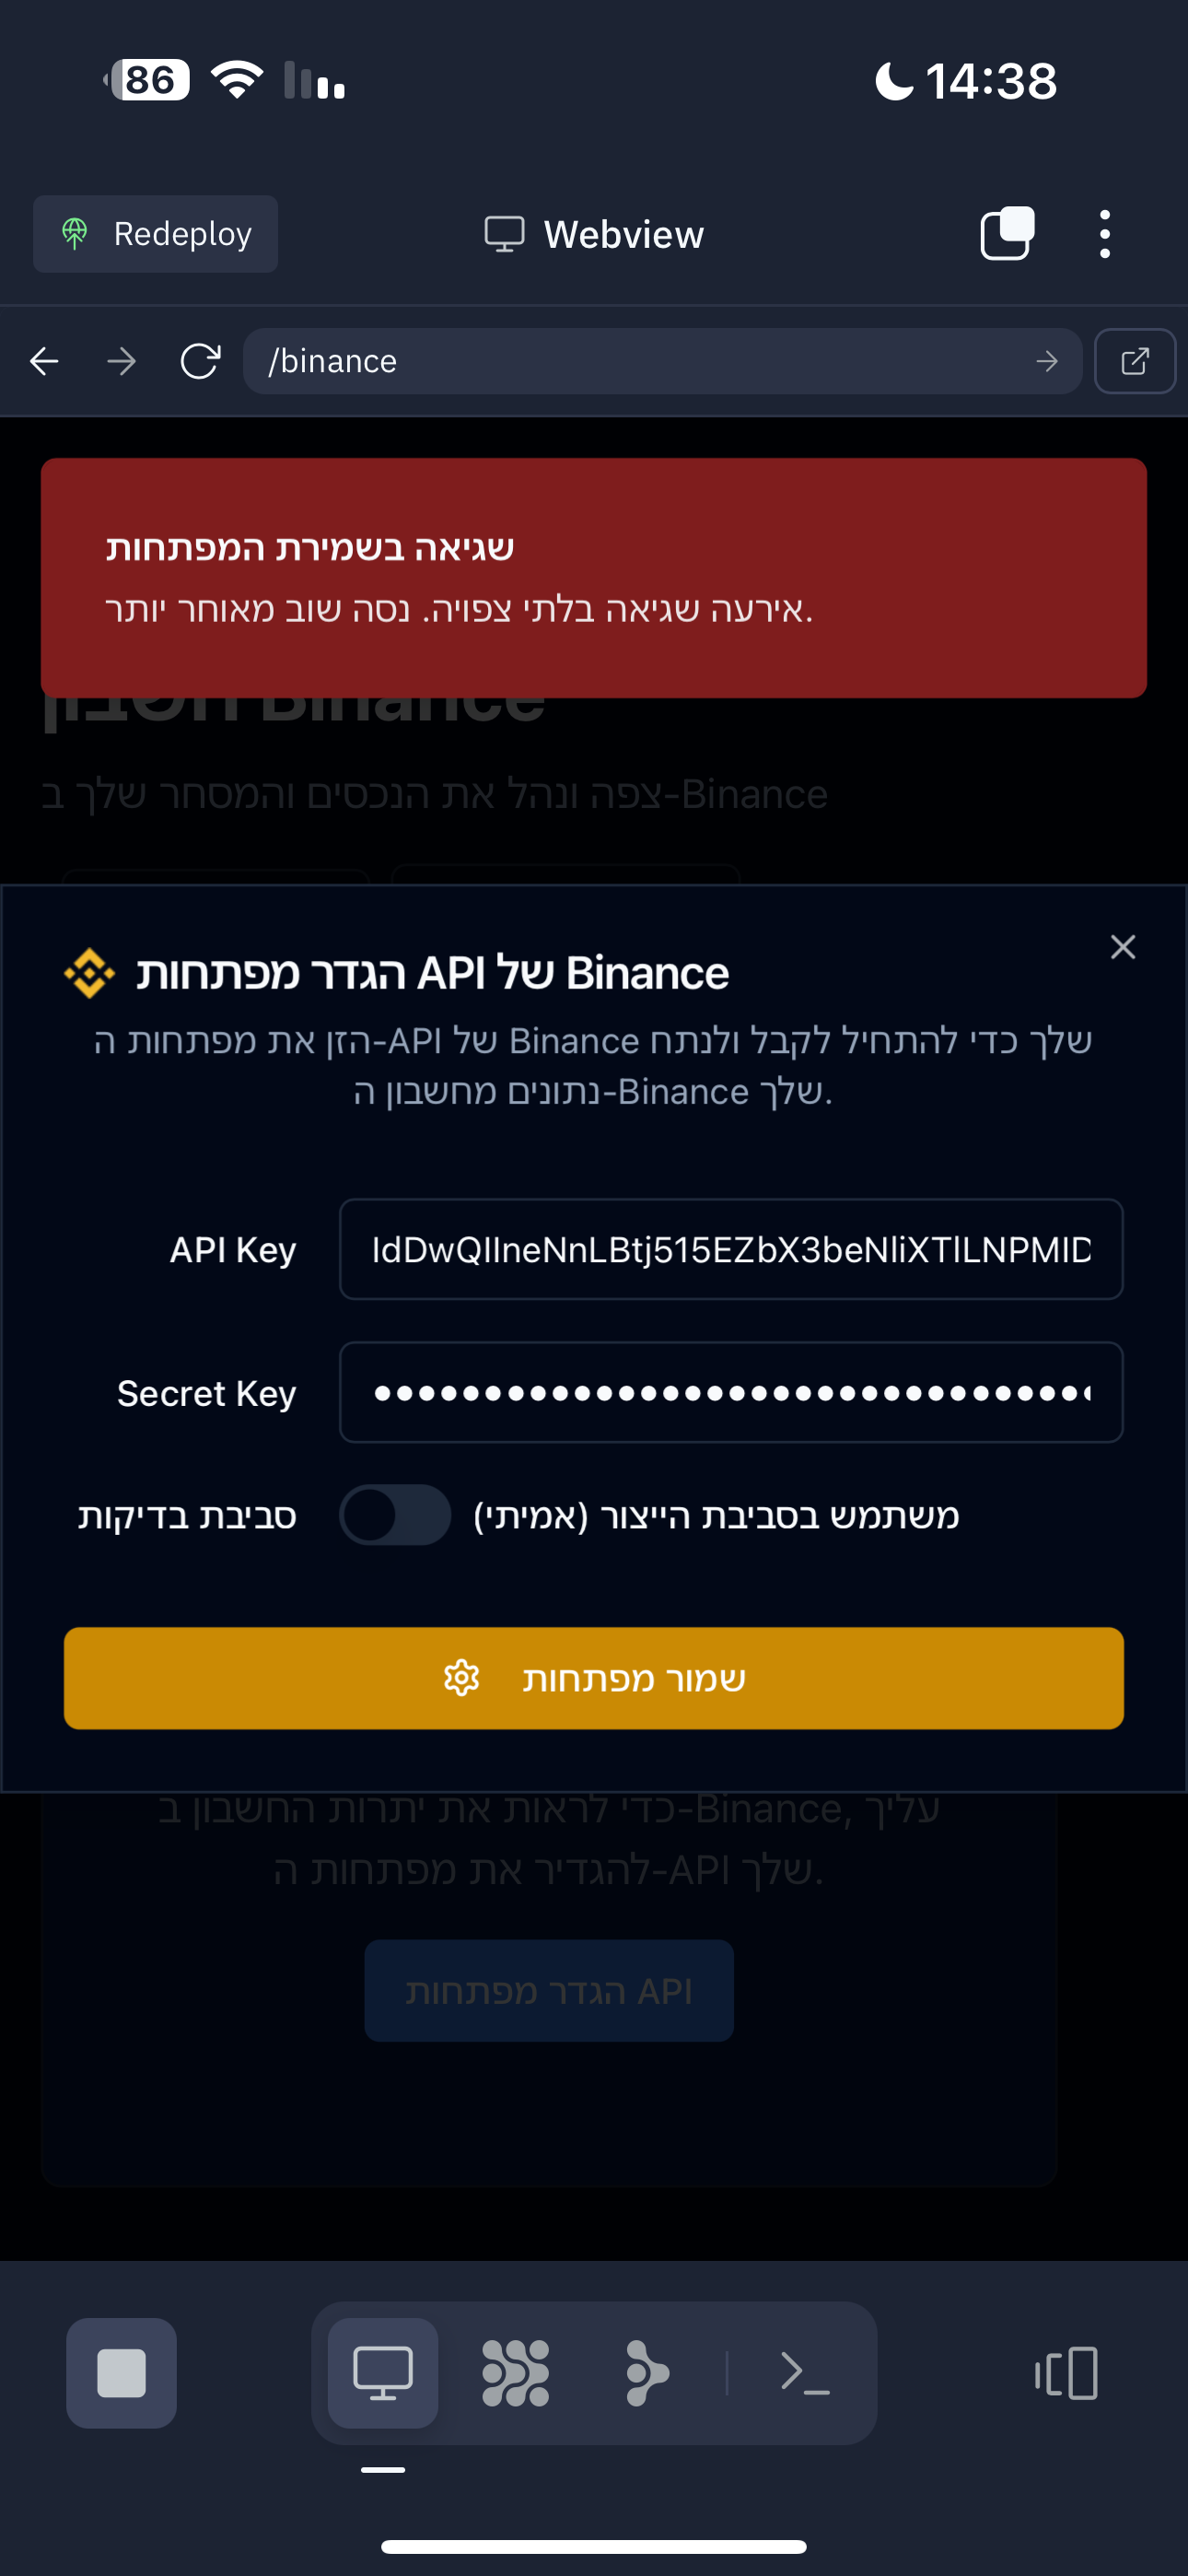 86
14:38
Redeploy
Webview
/binance
שגיאה בשמירת המפתחות
אירעה שגיאה בלתי צפויה. נסה שוב מאוחר יותר.
צפה ונהל את הנכסים והמסחר שלך ב-Binance
הגדר מפתחות API של Binance
הזן את מפתחות ה-API של Binance שלך כדי להתחיל לקבל ולנתח
נתונים מחשבון ה-Binance שלך.
API Key
Secret Key
סביבת בדיקות
משתמש בסביבת הייצור (אמיתי)
שמור מפתחות
כדי לראות את יתרות החשבון ב-Binance, עליך
להגדיר את מפתחות ה-API שלך.
הגדר מפתחות API